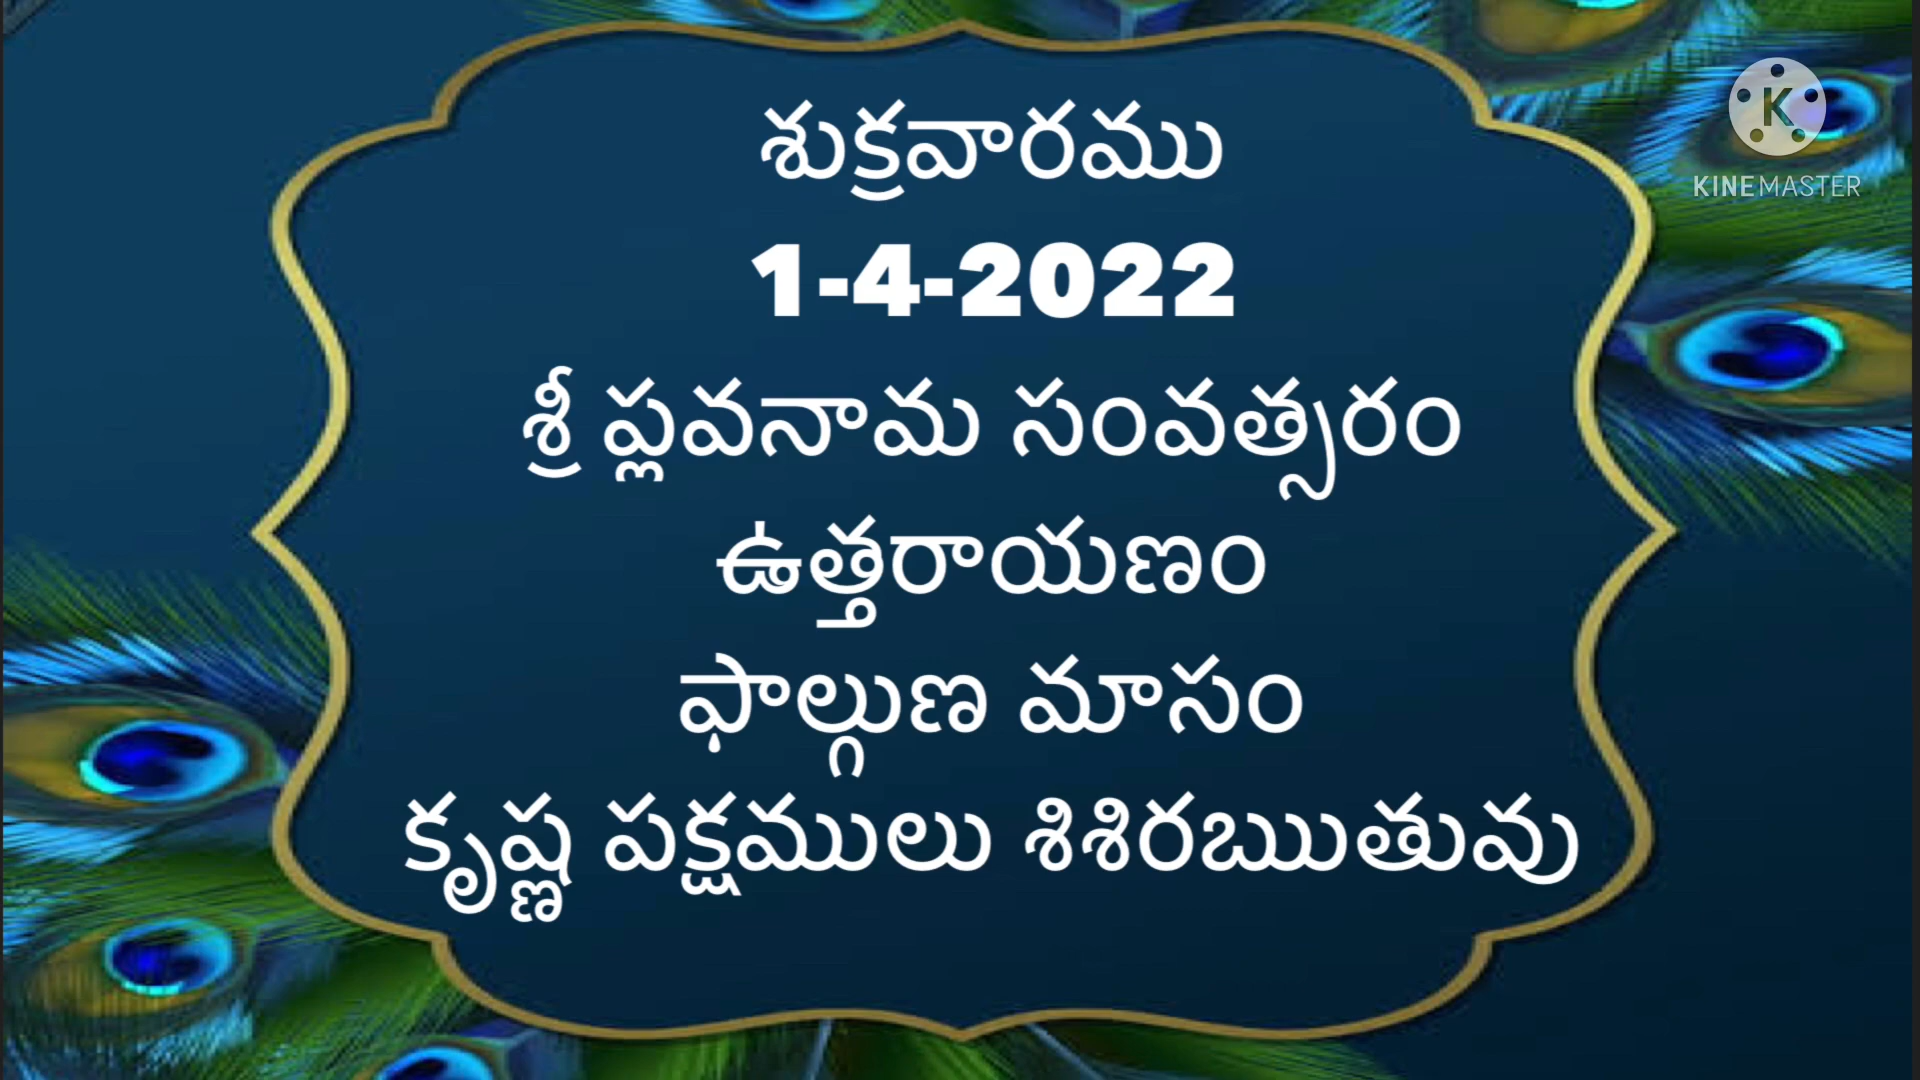 శుక్రవారము
1-4-2022
శ్రీ ప్లవనామ సంవత్సరం
ఉత్తరాయణం
ఫాల్గుణ మాసం
కృష్ణ పక్షములు శిశిరఋతువు
K
KINEMASTER